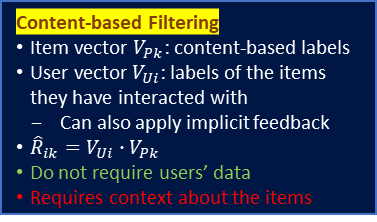 Content-based Filtering
• Item vector V_{Pk}: content-based labels
• User vector V_{Ui}: labels of the items
they have interacted with
– Can also apply implicit feedback
• R̂_{ik} = V_{Ui} · V_{Pk}
• Do not require users’ data
• Requires context about the items